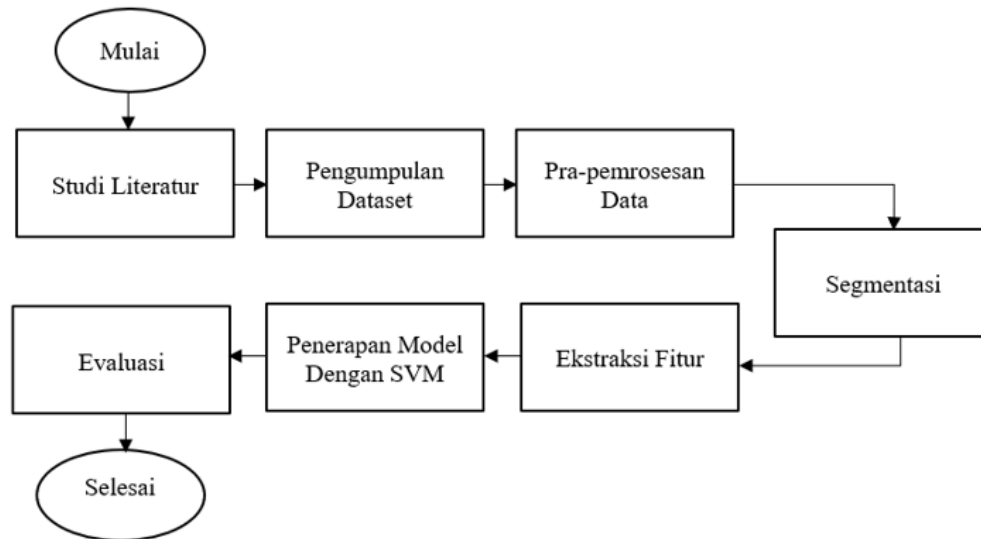 Mulai
Studi Literatur
Pengumpulan
Dataset
Pra-pemrosesan
Data
Segmentasi
Ekstraksi Fitur
Penerapan Model
Dengan SVM
Evaluasi
Selesai